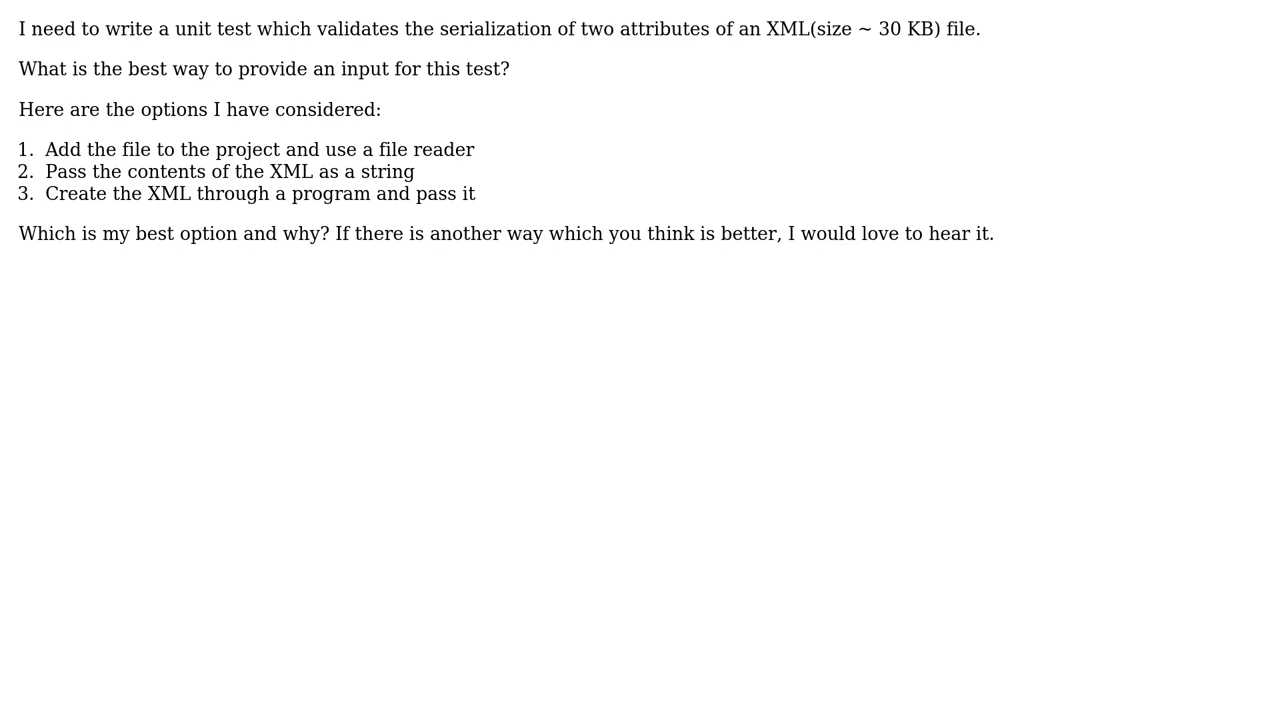 I need to write a unit test which validates the serialization of two attributes of an XML(size ~ 30 KB) file.
What is the best way to provide an input for this test?
Here are the options I have considered:
1. Add the file to the project and use a file reader
2. Pass the contents of the XML as a string
3. Create the XML through a program and pass it
Which is my best option and why? If there is another way which you think is better, I would love to hear it.